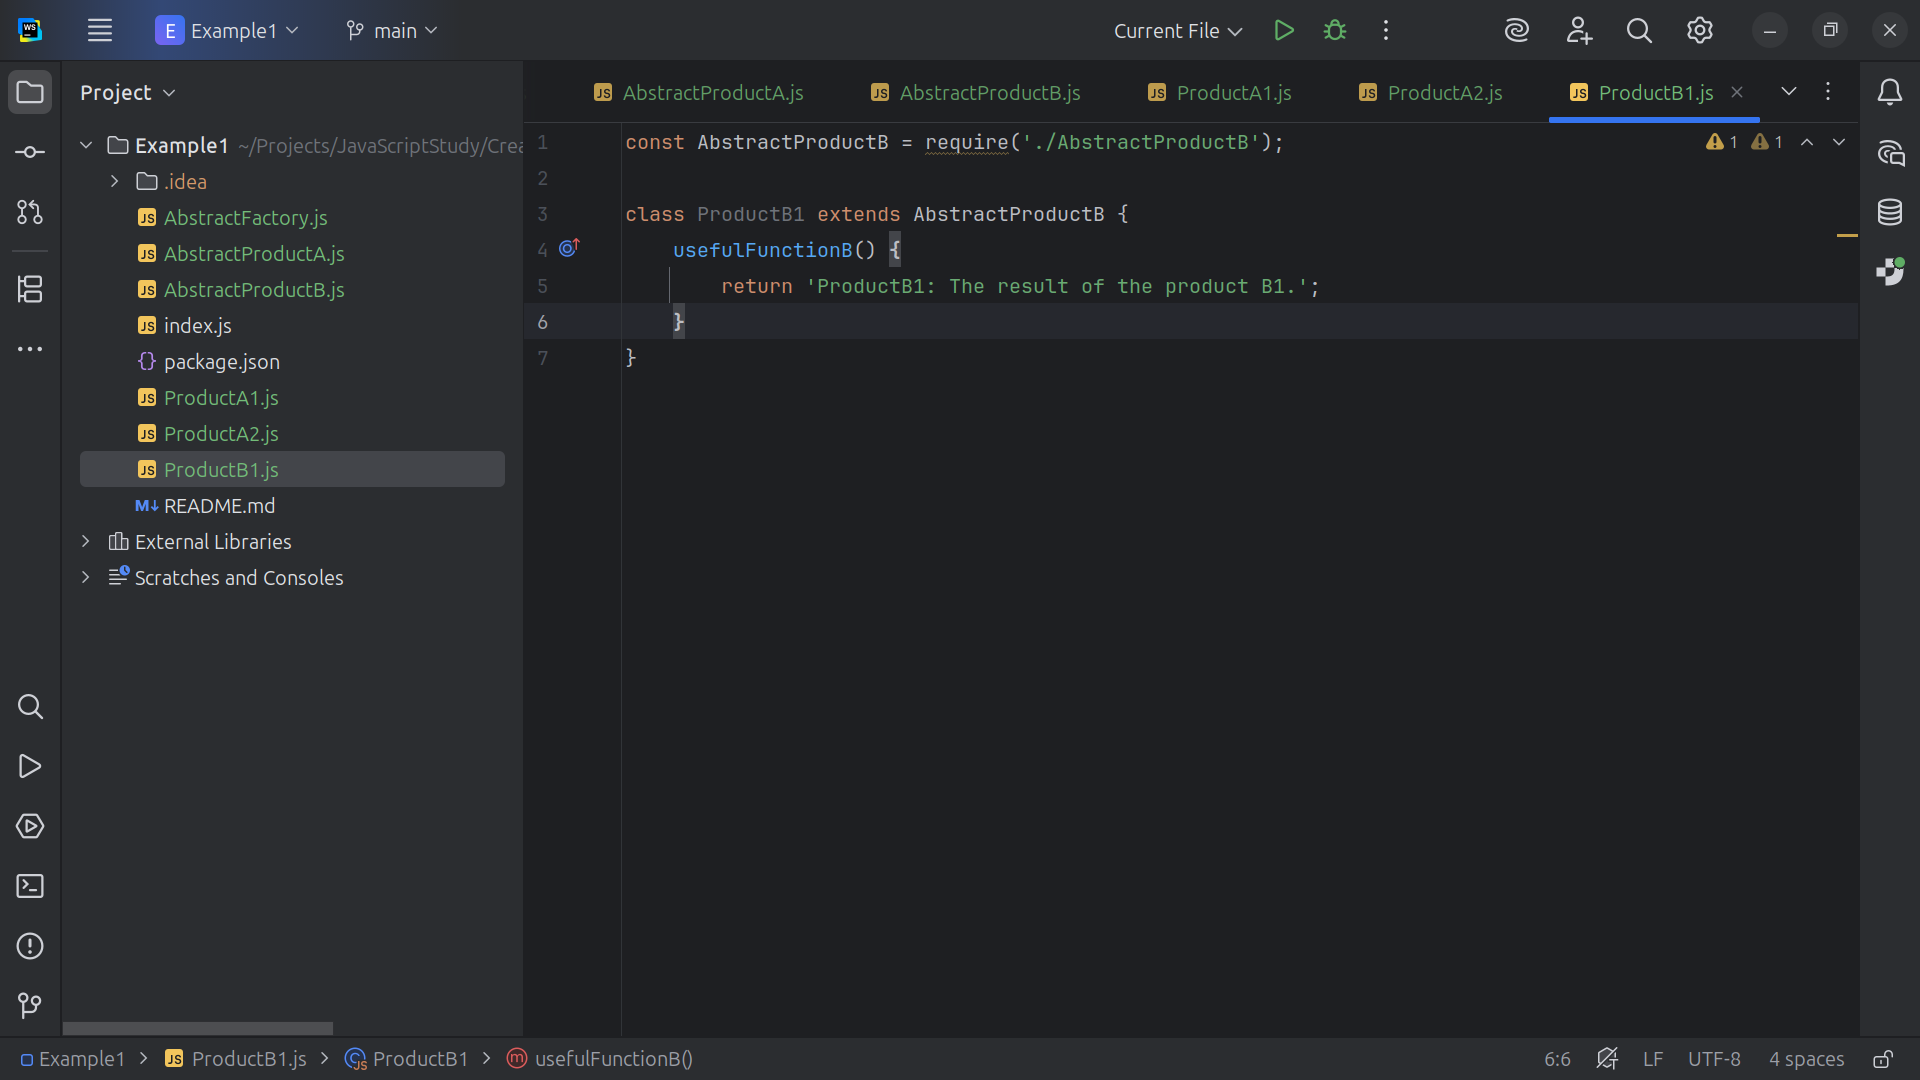 WS
E Example1
main
Current File
Project
AbstractProductA.js
AbstractProductB.js
ProductA1.js
ProductA2.js
ProductB1.js
Example1 ~/Projects/JavaScriptStudy/Crea
.idea
AbstractFactory.js
AbstractProductA.js
AbstractProductB.js
index.js
package.json
ProductA1.js
ProductA2.js
ProductB1.js
README.md
External Libraries
Scratches and Consoles
1 const AbstractProductB = require('./AbstractProductB');
1 1
2
3 class ProductB1 extends AbstractProductB {
4 usefulFunctionB() {
5 return 'ProductB1: The result of the product B1.';
6 }
7 }
Example1 > ProductB1.js > ProductB1 > usefulFunctionB()
6:6 LF UTF-8 4 spaces